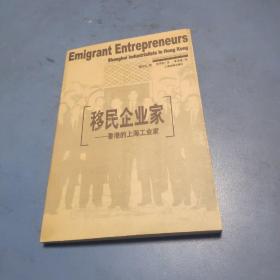 Emigrant Entrepreneurs
Shanghai Industrialists in Hong Kong
移民企业家
——香港的上海工业家